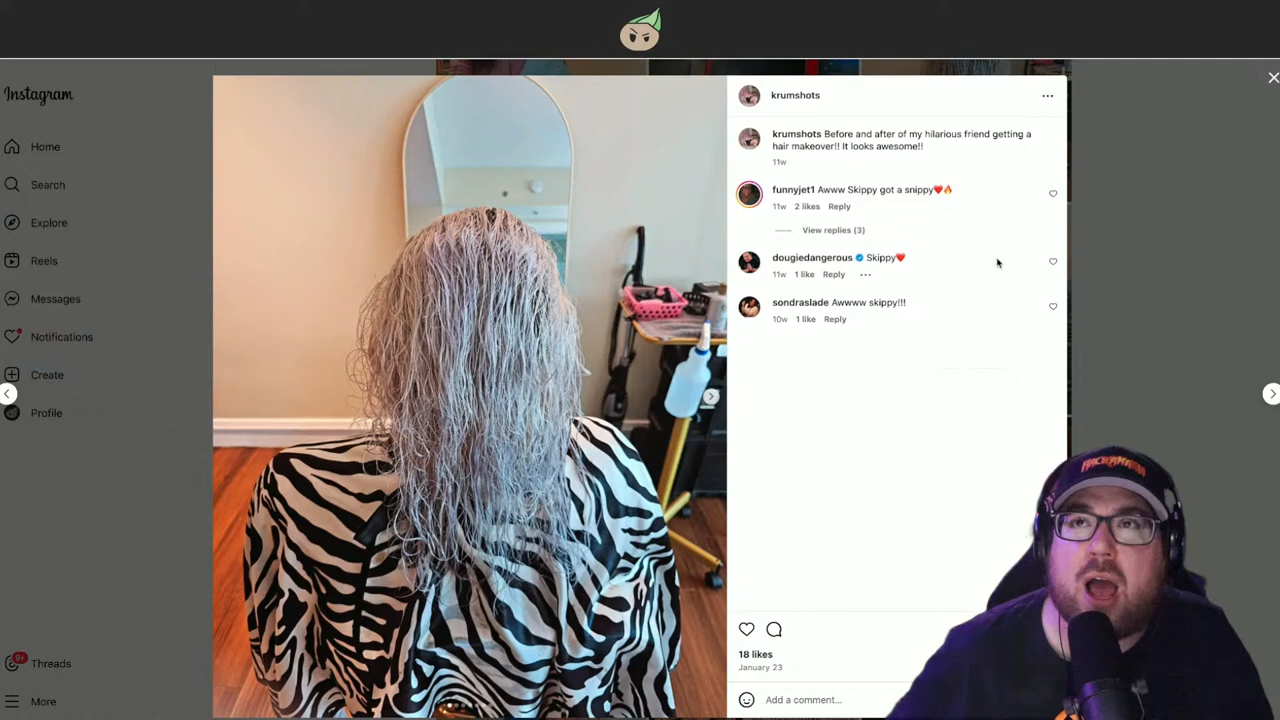 Instagram
Home
Search
Explore
Reels
Messages
Notifications
Create
Profile
9+
Threads
More
krumshots
krumshots Before and after of my hilarious friend getting a
hair makeover!! It looks awesome!!
11w
funnyjet1 Awww Skippy got a snippy❤️🔥
11w 2 likes Reply
View replies (3)
dougiedangerous Skippy❤️
11w 1 like Reply
sondraslade Awwww skippy!!!
10w 1 like Reply
18 likes
January 23
Add a comment...